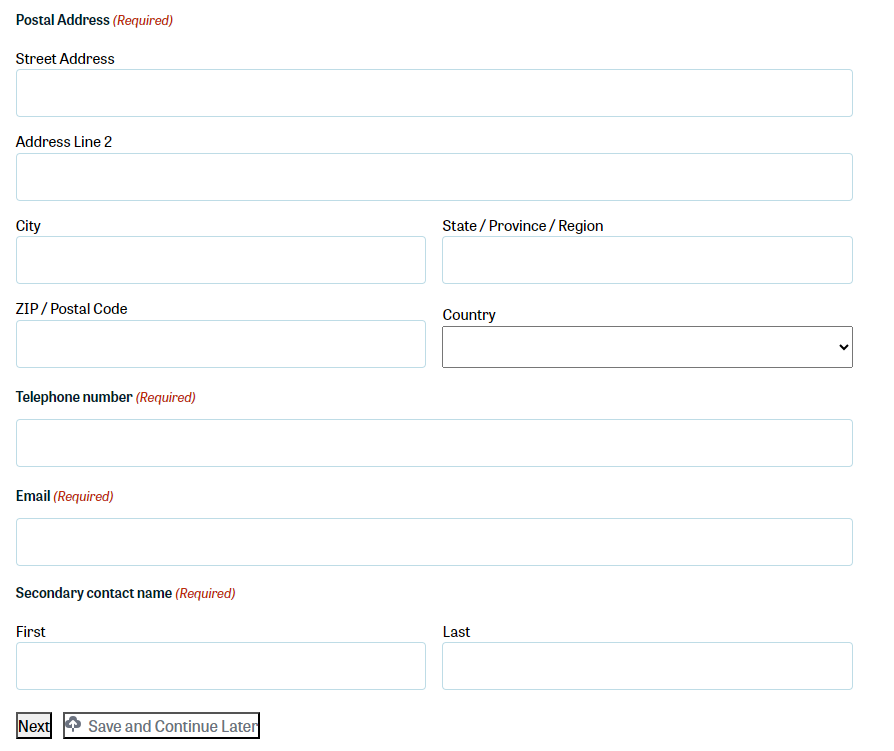 Postal Address (Required)
Street Address
Address Line 2
City
State / Province / Region
ZIP / Postal Code
Country
Telephone number (Required)
Email (Required)
Secondary contact name (Required)
First
Last
Next
Save and Continue Later